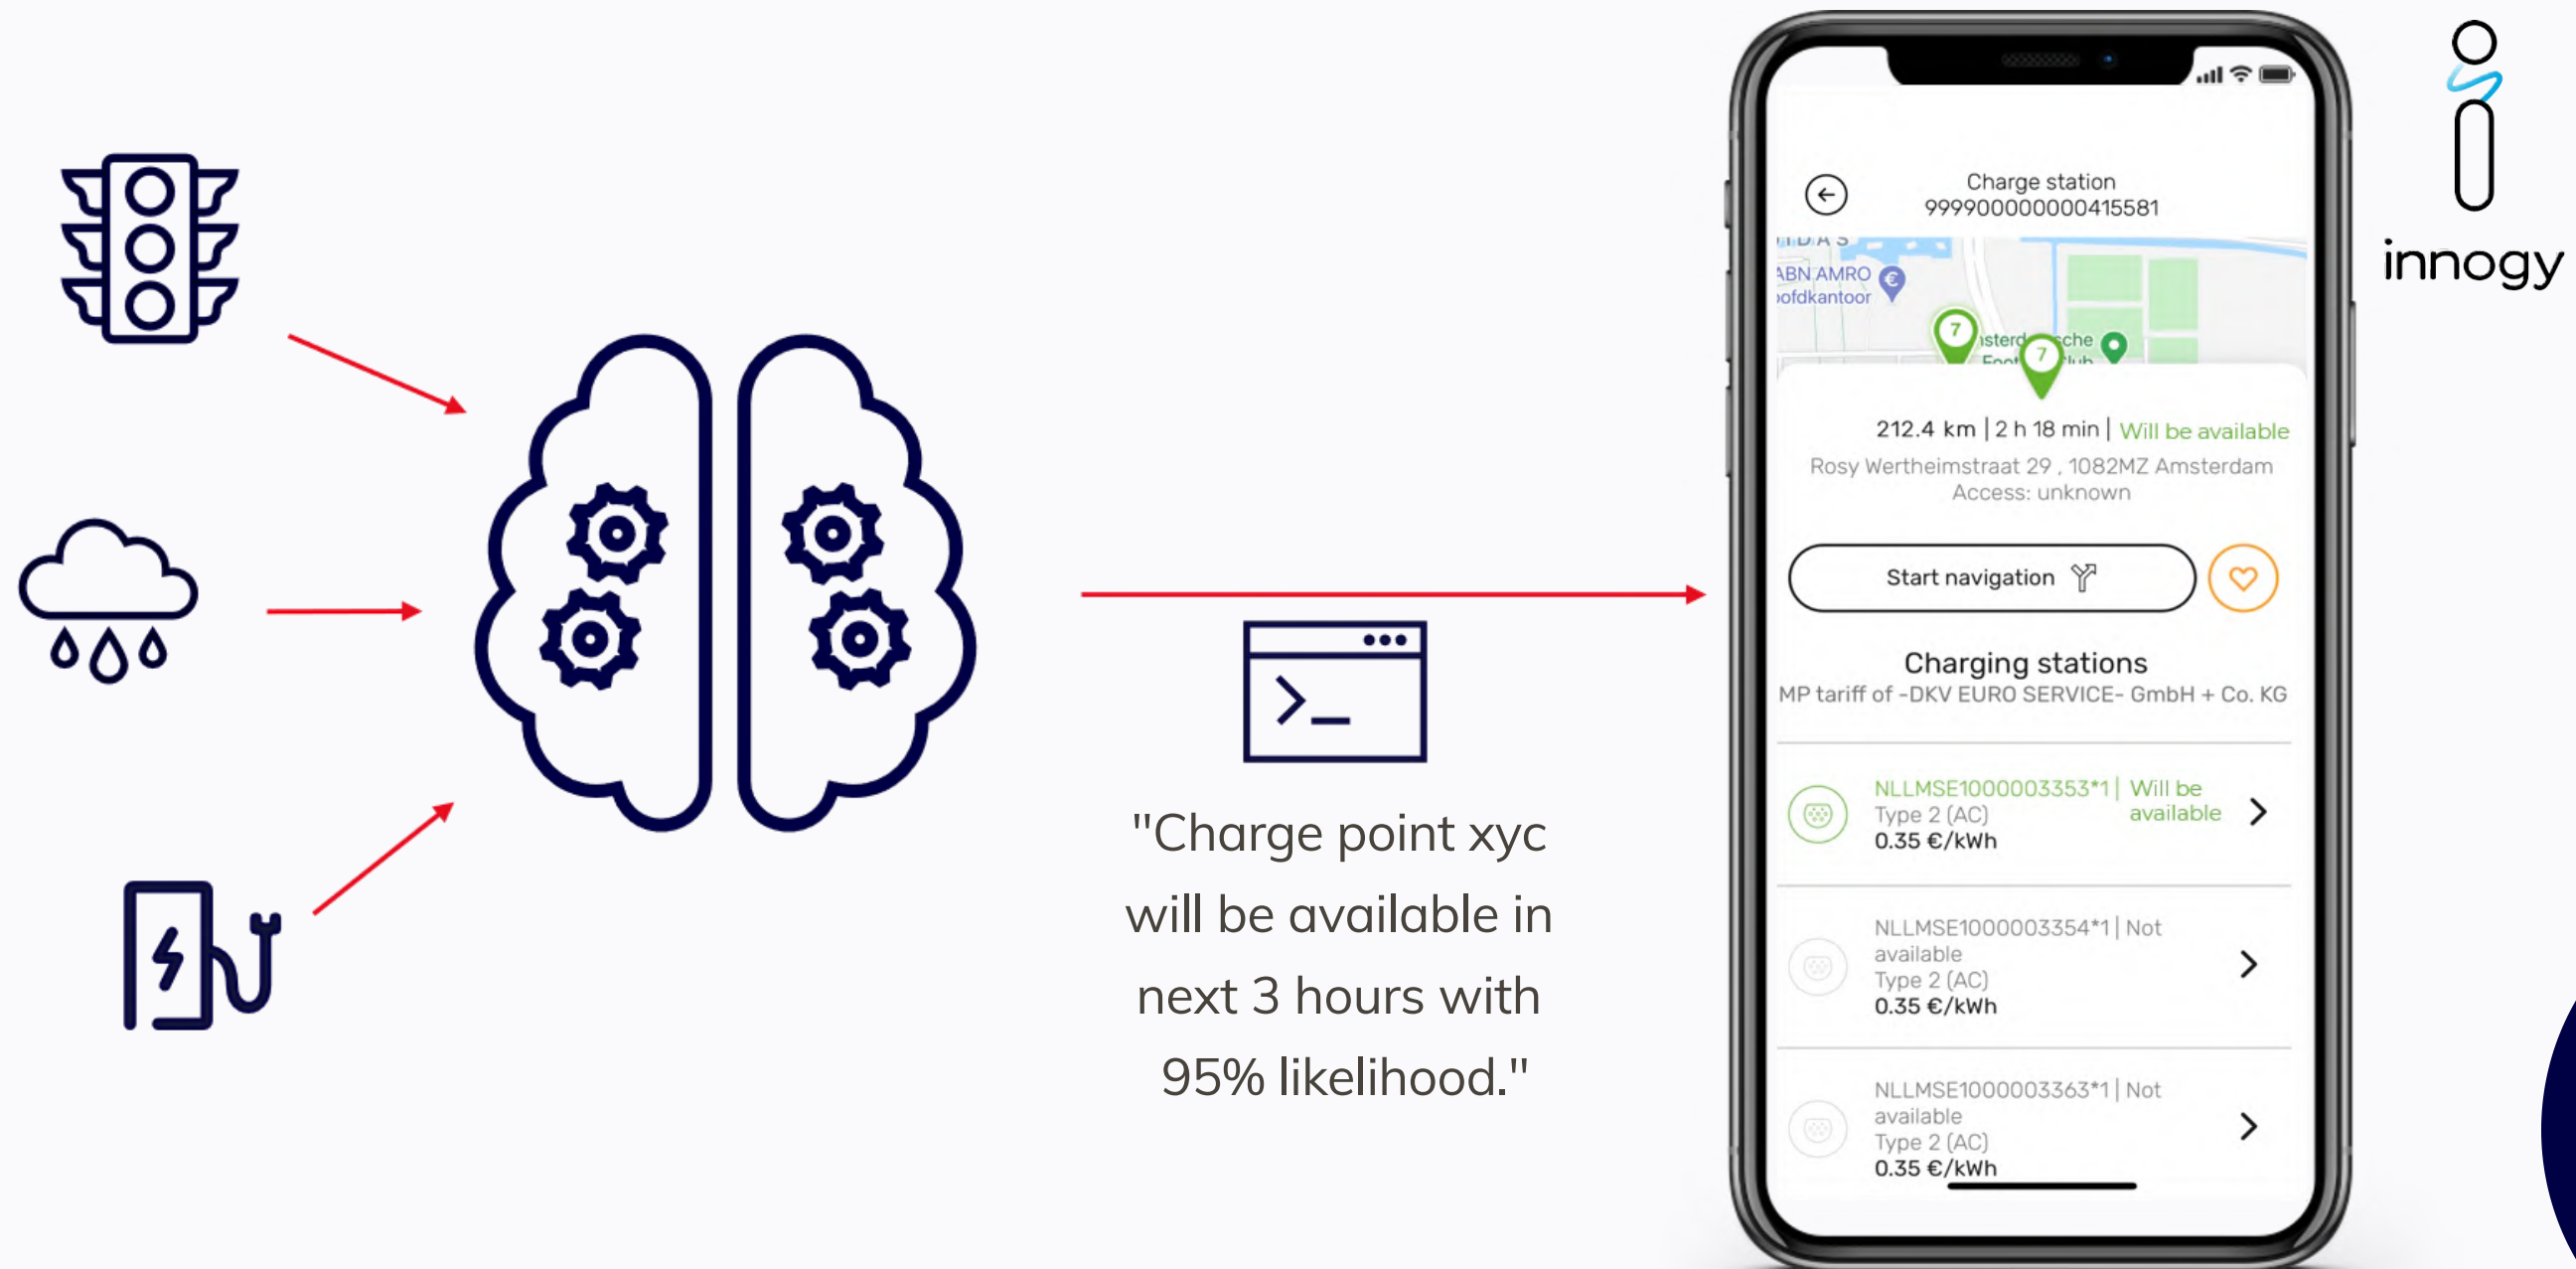 "Charge point xyc
will be available in
next 3 hours with
95% likelihood."
Charge station
9999000000000415581
ABN AMRO
oofdkantoor
7
7
212.4 km | 2 h 18 min | Will be available
Rosy Wertheimstraat 29 , 1082MZ Amsterdam
Access: unknown
Start navigation
Charging stations
MP tariff of -DKV EURO SERVICE- GmbH + Co. KG
NLLMSE1000003353*1 | Will be
available
Type 2 (AC)
0.35 €/kWh
NLLMSE1000003354*1 | Not
available
Type 2 (AC)
0.35 €/kWh
NLLMSE1000003363*1 | Not
available
Type 2 (AC)
0.35 €/kWh
innogy